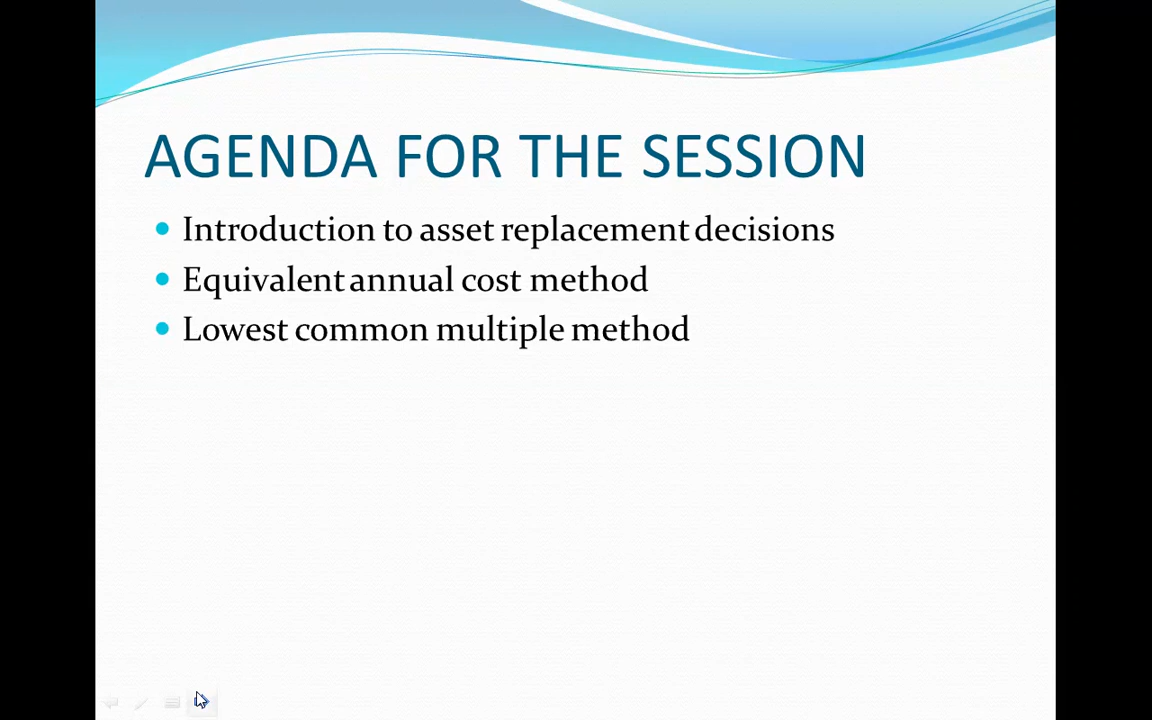 AGENDA FOR THE SESSION
Introduction to asset replacement decisions
Equivalent annual cost method
Lowest common multiple method